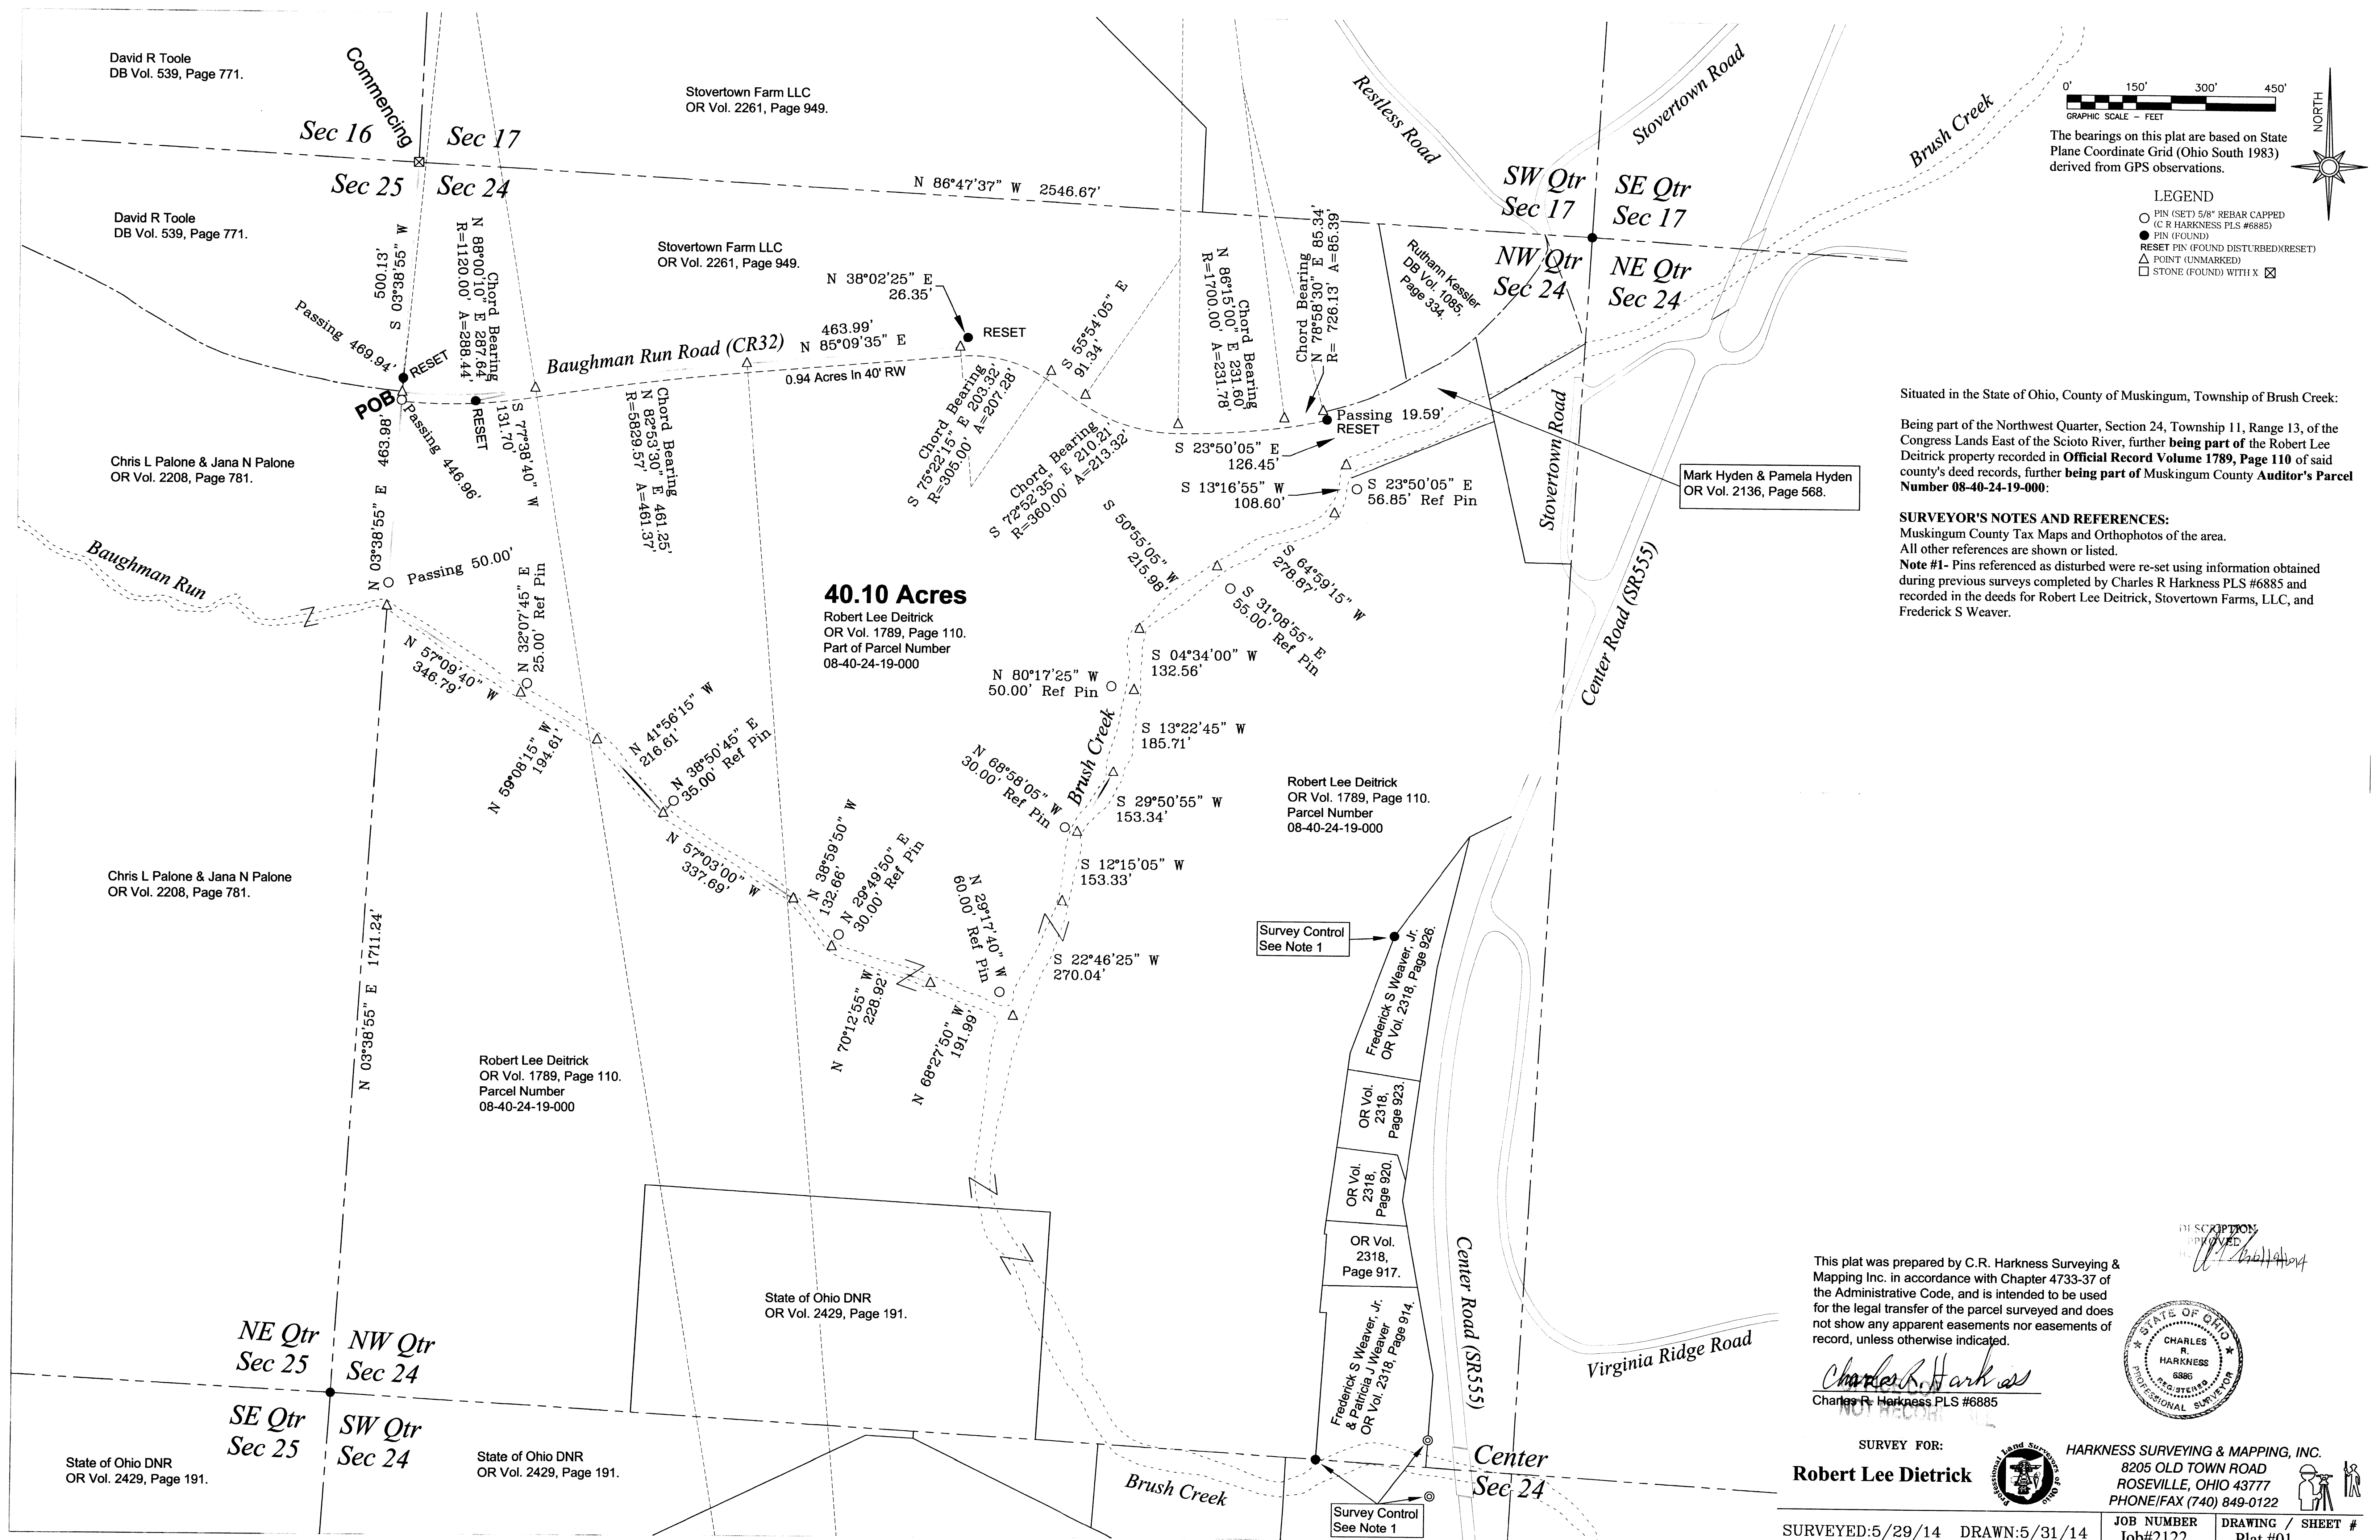 David R Toole
DB Vol. 539, Page 771.
Commencing
Sec 16
Sec 17
Sec 25
Sec 24
Stovertown Farm LLC
OR Vol. 2261, Page 949.
N 86°47'37" W 2546.67'
Restless Road
Stovertown Road
Brush Creek
SW Qtr
Sec 17
SE Qtr
Sec 17
NW Qtr
Sec 24
NE Qtr
Sec 24
0' 150' 300' 450'
GRAPHIC SCALE - FEET
NORTH
The bearings on this plat are based on State
Plane Coordinate Grid (Ohio South 1983)
derived from GPS observations.
LEGEND
PIN (SET) 5/8" REBAR CAPPED
(C R HARKNESS PLS #6885)
PIN (FOUND)
RESET PIN (FOUND DISTURBED)(RESET)
POINT (UNMARKED)
STONE (FOUND) WITH X
David R Toole
DB Vol. 539, Page 771.
500.13'
S 03°38'55" W
Chord Bearing
N 88°00'10" E 287.64'
R=1120.00' A=288.44'
Stovertown Farm LLC
OR Vol. 2261, Page 949.
N 38°02'25" E
26.35'
RESET
Passing 469.94'
RESET
POB
Passing 446.96'
RESET
S 77°38'40" W
131.70'
Baughman Run Road (CR32)
463.99'
N 85°09'35" E
0.94 Acres In 40' RW
Chord Bearing
N 82°53'30" E 461.25'
R=5829.57' A=461.37'
Chord Bearing
S 75°22'15" E 203.32'
R=305.00' A=207.28'
S 55°54'05" E
91.34'
Chord Bearing
S 72°52'35" E 210.21'
R=360.00' A=213.32'
Chord Bearing
N 86°15'00" E 231.60'
R=1700.00' A=231.78'
Chord Bearing
N 78°58'30" E 85.34'
R= 726.13' A=85.39'
Ruthann Kessler
DB Vol. 1085,
Page 334.
Passing 19.59'
RESET
S 23°50'05" E
126.45'
S 13°16'55" W
108.60'
S 23°50'05" E
56.85' Ref Pin
Mark Hyden & Pamela Hyden
OR Vol. 2136, Page 568.
Stovertown Road
Center Road (SR555)
Situated in the State of Ohio, County of Muskingum, Township of Brush Creek:
Being part of the Northwest Quarter, Section 24, Township 11, Range 13, of the
Congress Lands East of the Scioto River, further being part of the Robert Lee
Deitrick property recorded in Official Record Volume 1789, Page 110 of said
county's deed records, further being part of Muskingum County Auditor's Parcel
Number 08-40-24-19-000:
SURVEYOR'S NOTES AND REFERENCES:
Muskingum County Tax Maps and Orthophotos of the area.
All other references are shown or listed.
Note #1- Pins referenced as disturbed were re-set using information obtained
during previous surveys completed by Charles R Harkness PLS #6885 and
recorded in the deeds for Robert Lee Deitrick, Stovertown Farms, LLC, and
Frederick S Weaver.
Chris L Palone & Jana N Palone
OR Vol. 2208, Page 781.
N 03°38'55" E 463.98'
Baughman Run
Passing 50.00'
N 32°07'45" E
25.00' Ref Pin
N 57°09'40" W
346.79'
N 59°08'15" W
194.61'
N 41°56'15" W
216.61'
N 38°50'45" E
35.00' Ref Pin
N 57°03'00" W
337.69'
N 38°59'50" W
132.66'
N 29°49'50" E
30.00' Ref Pin
N 70°12'55" W
228.92'
N 68°27'50" W
191.99'
N 29°17'40" W
60.00' Ref Pin
40.10 Acres
Robert Lee Deitrick
OR Vol. 1789, Page 110.
Part of Parcel Number
08-40-24-19-000
S 50°55'05" W
215.98'
S 64°59'15" W
278.87'
S 31°08'55" E
55.00' Ref Pin
S 04°34'00" W
132.56'
N 80°17'25" W
50.00' Ref Pin
S 13°22'45" W
185.71'
N 68°58'05" W
30.00' Ref Pin
Brush Creek
S 29°50'55" W
153.34'
S 12°15'05" W
153.33'
S 22°46'25" W
270.04'
Robert Lee Deitrick
OR Vol. 1789, Page 110.
Parcel Number
08-40-24-19-000
Chris L Palone & Jana N Palone
OR Vol. 2208, Page 781.
N 03°38'55" E 1711.24'
Robert Lee Deitrick
OR Vol. 1789, Page 110.
Parcel Number
08-40-24-19-000
Survey Control
See Note 1
Frederick S Weaver, Jr.
OR Vol. 2318, Page 926.
OR Vol.
2318,
Page 923.
OR Vol.
2318,
Page 920.
OR Vol.
2318,
Page 917.
Frederick S Weaver, Jr.
& Patricia J Weaver
OR Vol. 2318, Page 914.
Center Road (SR555)
Virginia Ridge Road
State of Ohio DNR
OR Vol. 2429, Page 191.
NE Qtr
Sec 25
NW Qtr
Sec 24
SE Qtr
Sec 25
SW Qtr
Sec 24
State of Ohio DNR
OR Vol. 2429, Page 191.
State of Ohio DNR
OR Vol. 2429, Page 191.
Brush Creek
Survey Control
See Note 1
Center
Sec 24
DESCRIPTION
APPROVED
This plat was prepared by C.R. Harkness Surveying &
Mapping Inc. in accordance with Chapter 4733-37 of
the Administrative Code, and is intended to be used
for the legal transfer of the parcel surveyed and does
not show any apparent easements nor easements of
record, unless otherwise indicated.
Charles R. Harkness
Charles R. Harkness PLS #6885
STATE OF OHIO
CHARLES
R.
HARKNESS
6885
REGISTERED
PROFESSIONAL SURVEYOR
SURVEY FOR:
Robert Lee Dietrick
Professional Land Surveyors of Ohio
HARKNESS SURVEYING & MAPPING, INC.
8205 OLD TOWN ROAD
ROSEVILLE, OHIO 43777
PHONE/FAX (740) 849-0122
SURVEYED:5/29/14 DRAWN:5/31/14
JOB NUMBER
Job#2122
DRAWING / SHEET #
Plat #01